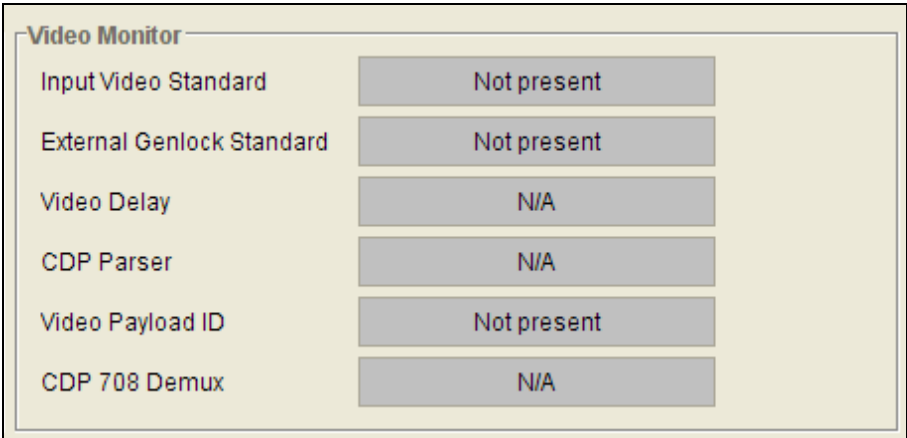 Video Monitor
Input Video Standard Not present
External Genlock Standard Not present
Video Delay N/A
CDP Parser N/A
Video Payload ID Not present
CDP 708 Demux N/A